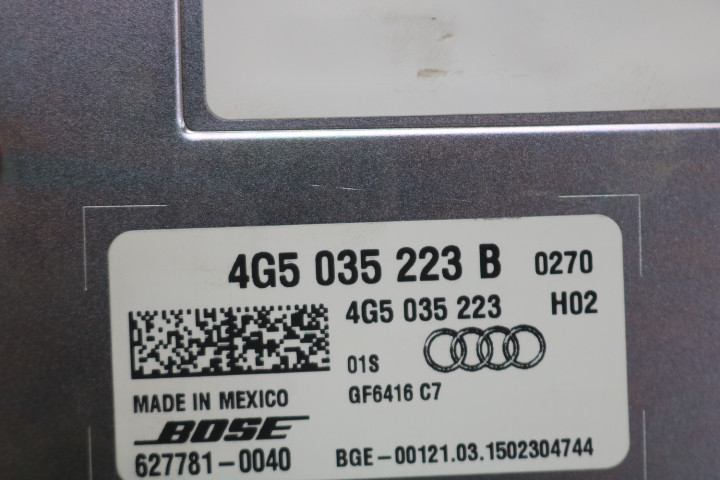 4G5 035 223 B 0270
4G5 035 223 H02
01S
GF6416 C7
MADE IN MEXICO
BOSE
627781-0040 BGE-00121.03.1502304744